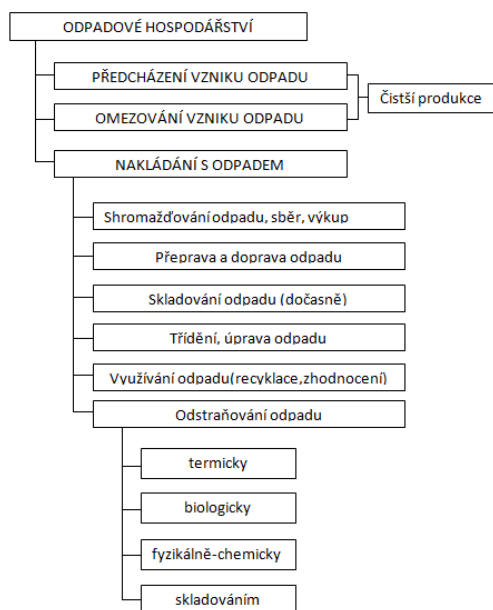 ODPADOVÉ HOSPODÁŘSTVÍ
PŘEDCHÁZENÍ VZNIKU ODPADU
OMEZOVÁNÍ VZNIKU ODPADU
Čistší produkce
NAKLÁDÁNÍ S ODPADEM
Shromažďování odpadu, sběr, výkup
Přeprava a doprava odpadu
Skladování odpadu (dočasně)
Třídění, úprava odpadu
Využívání odpadu(recyklace,zhodnocení)
Odstraňování odpadu
termicky
biologicky
fyzikálně-chemicky
skladováním